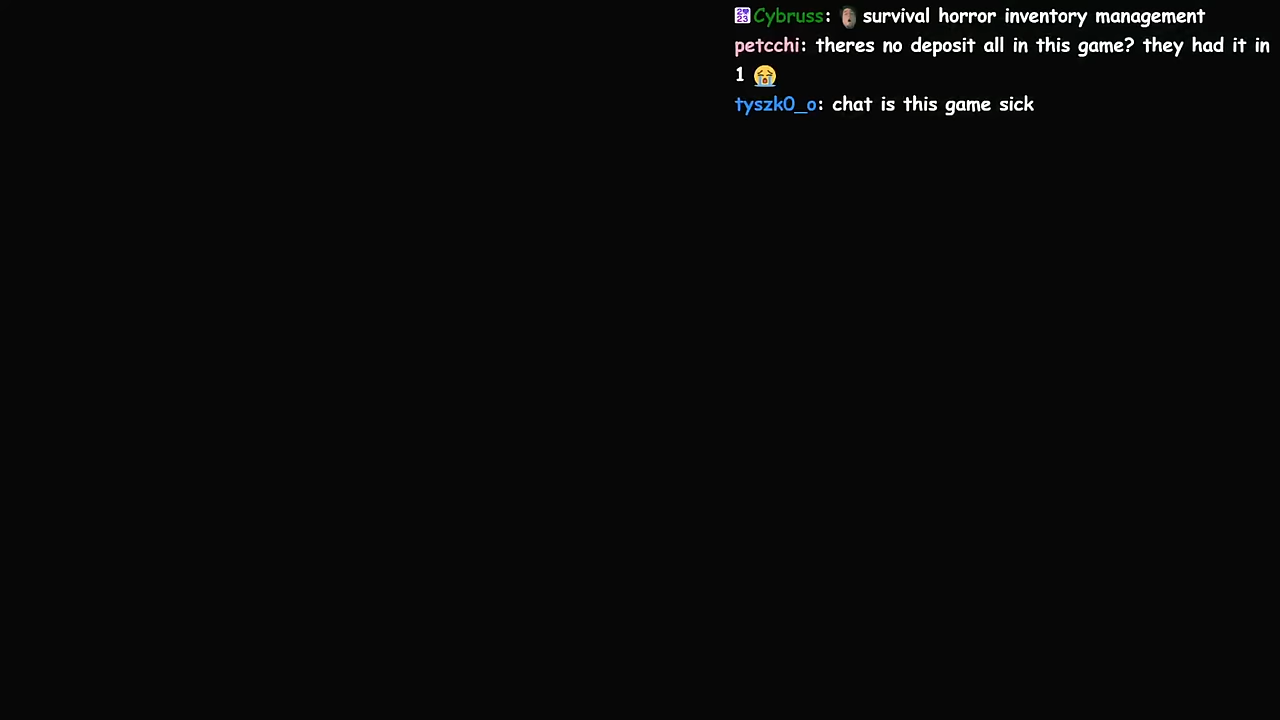 Cybruss: survival horror inventory management
petcchi: theres no deposit all in this game? they had it in
1
tyszk0_o: chat is this game sick